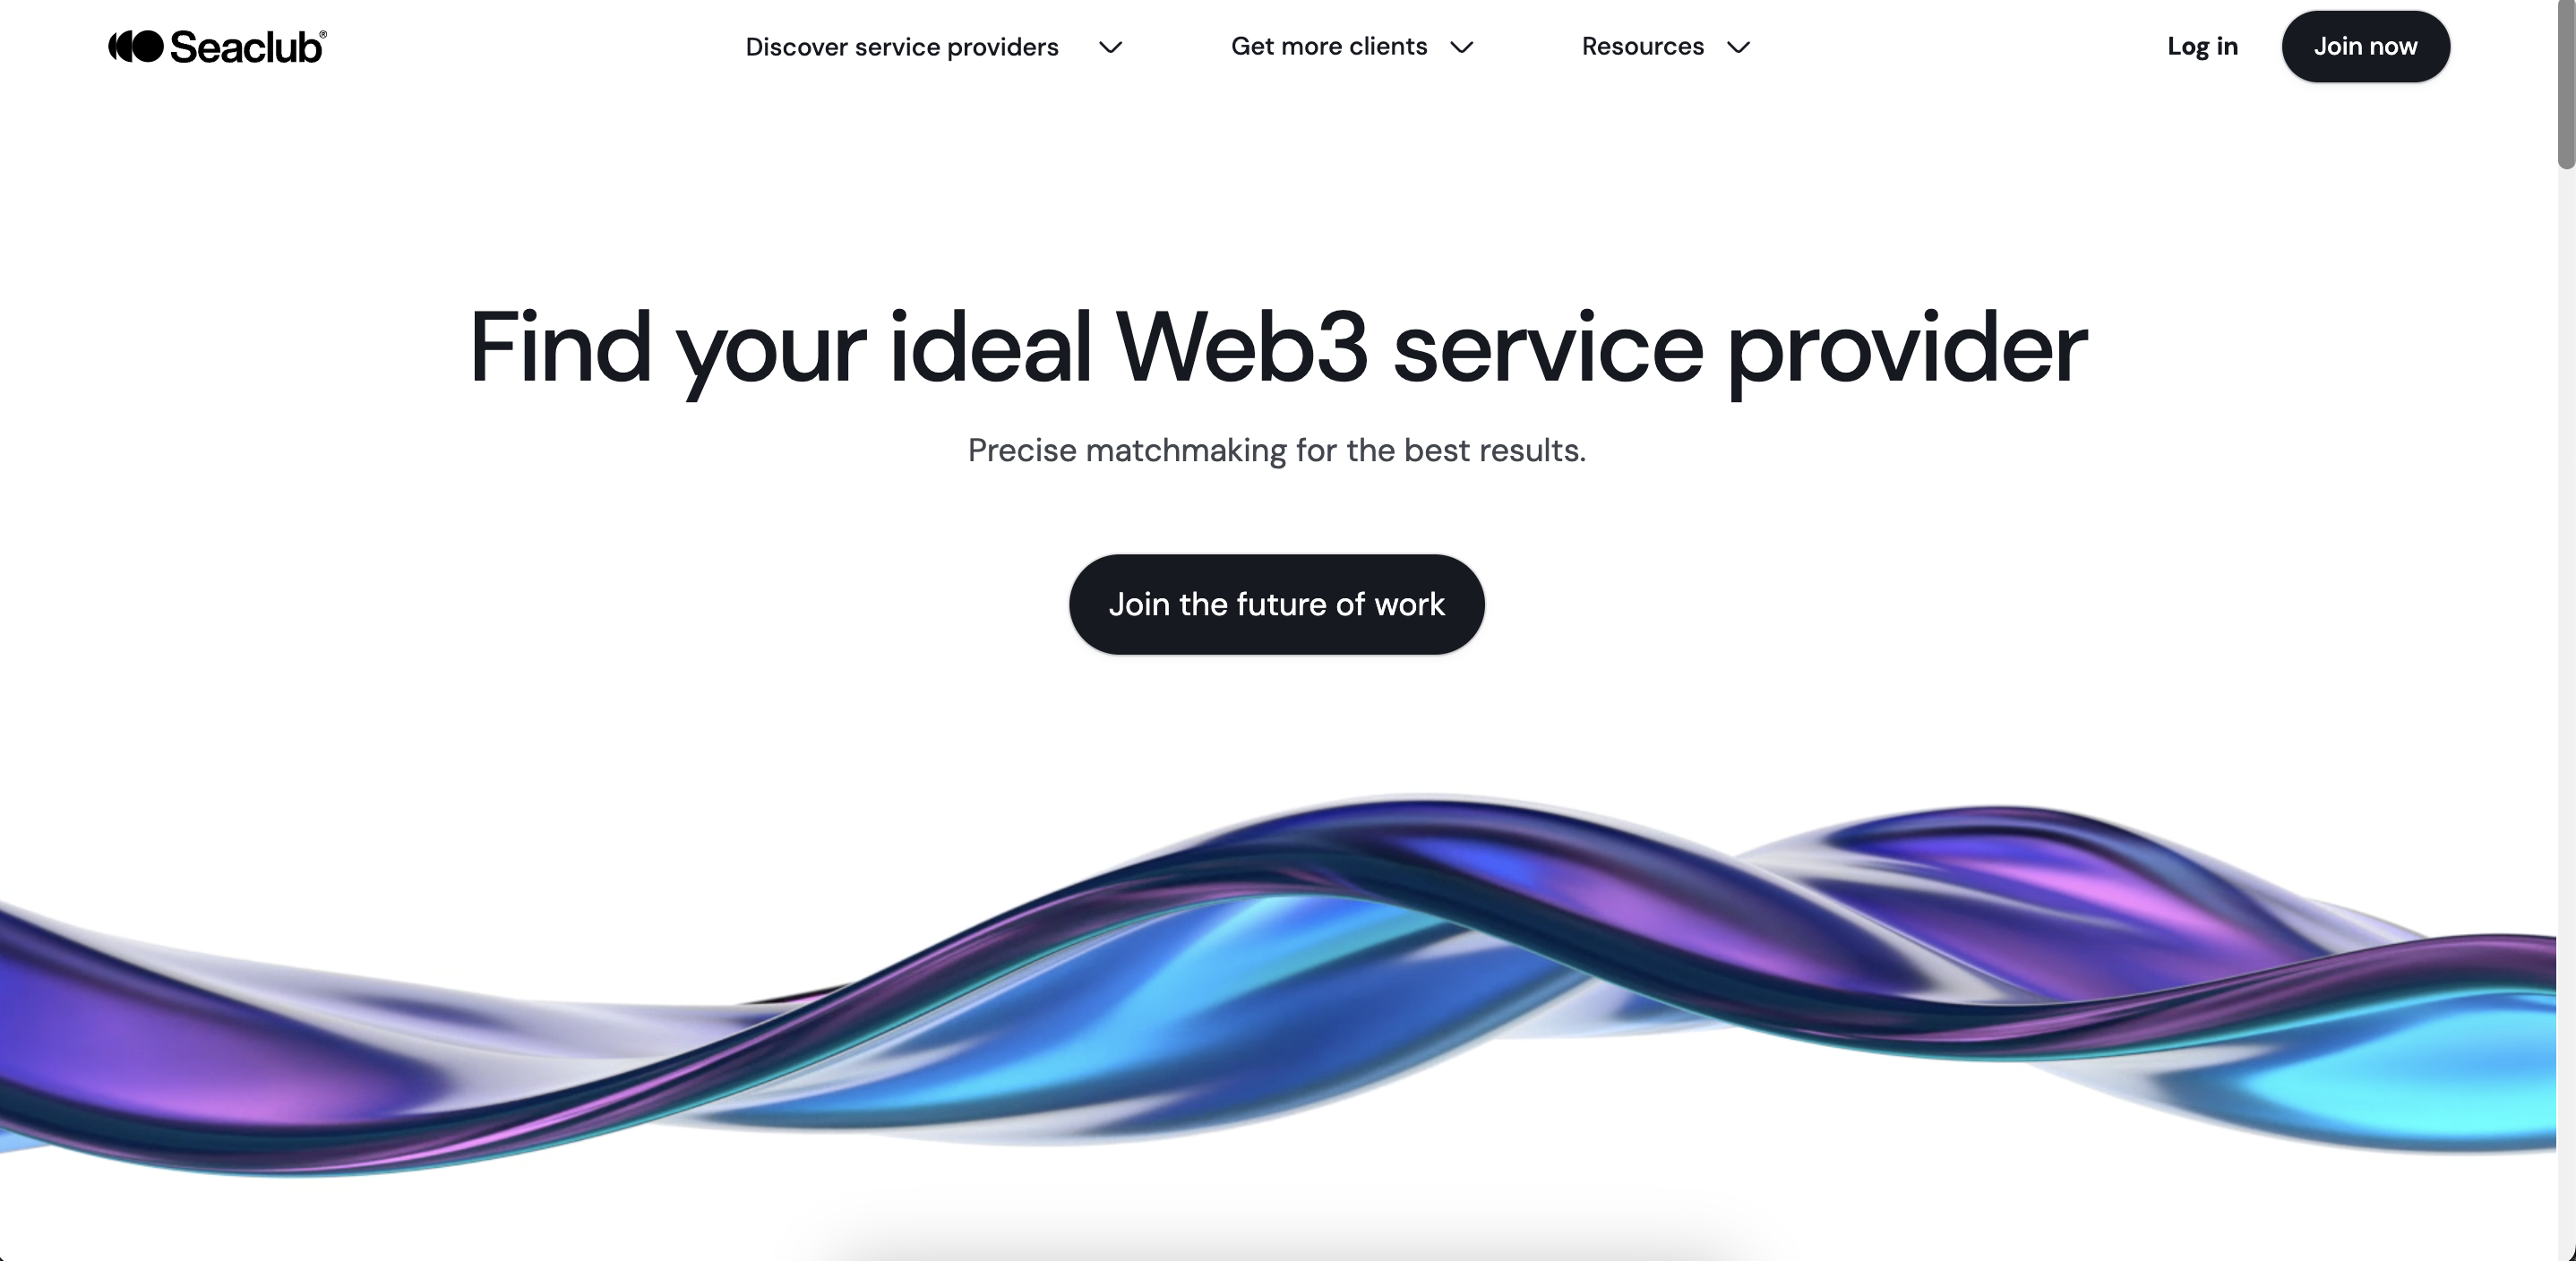 Seaclub®
Discover service providers
Get more clients
Resources
Log in
Join now
Find your ideal Web3 service provider
Precise matchmaking for the best results.
Join the future of work